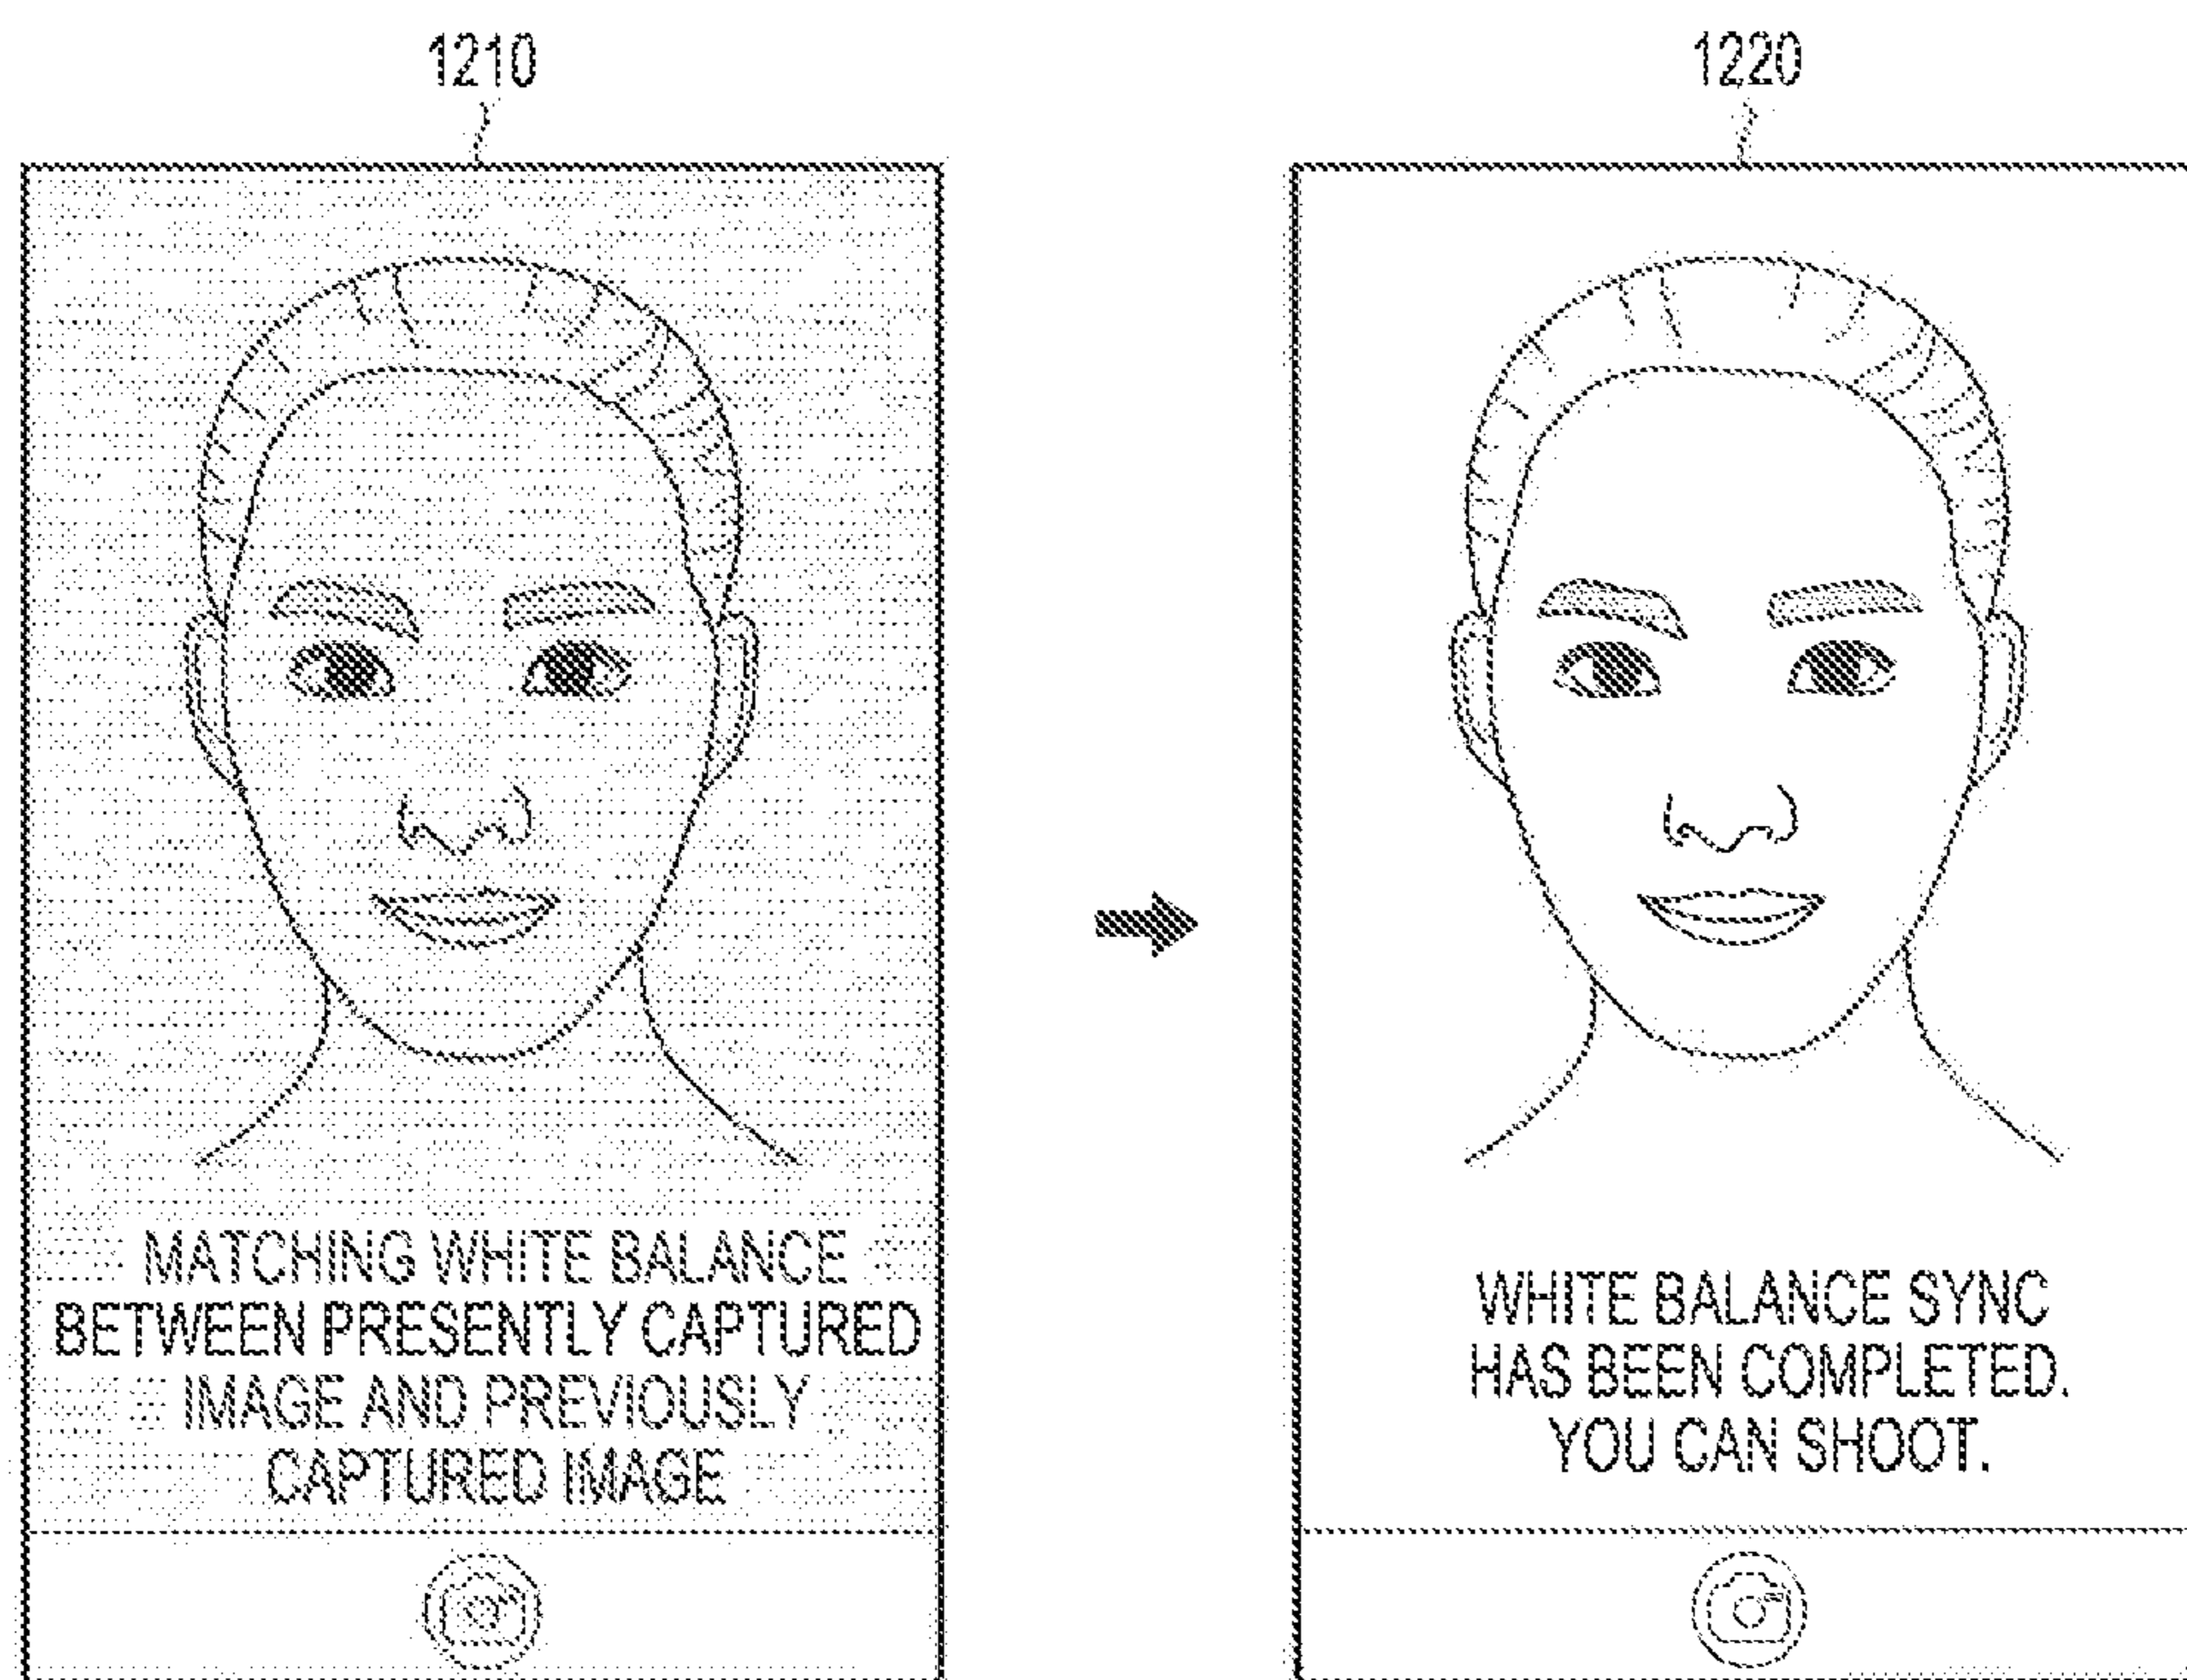 1210
1220
MATCHING WHITE BALANCE
BETWEEN PRESENTLY CAPTURED
IMAGE AND PREVIOUSLY
CAPTURED IMAGE
WHITE BALANCE SYNC
HAS BEEN COMPLETED.
YOU CAN SHOOT.